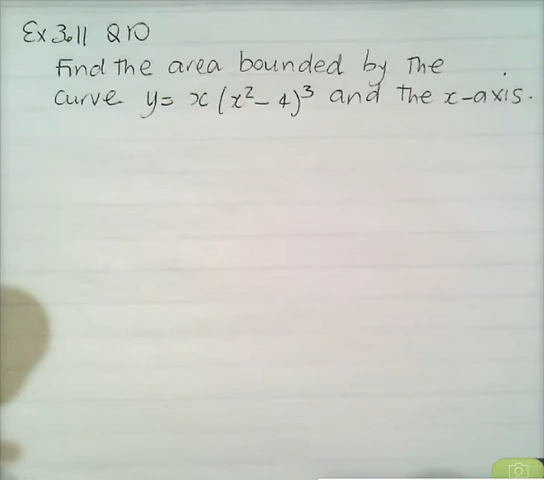 Ex 3.11 Q10
Find the area bounded by the
curve y = x(x² - 4)³ and the x-axis.